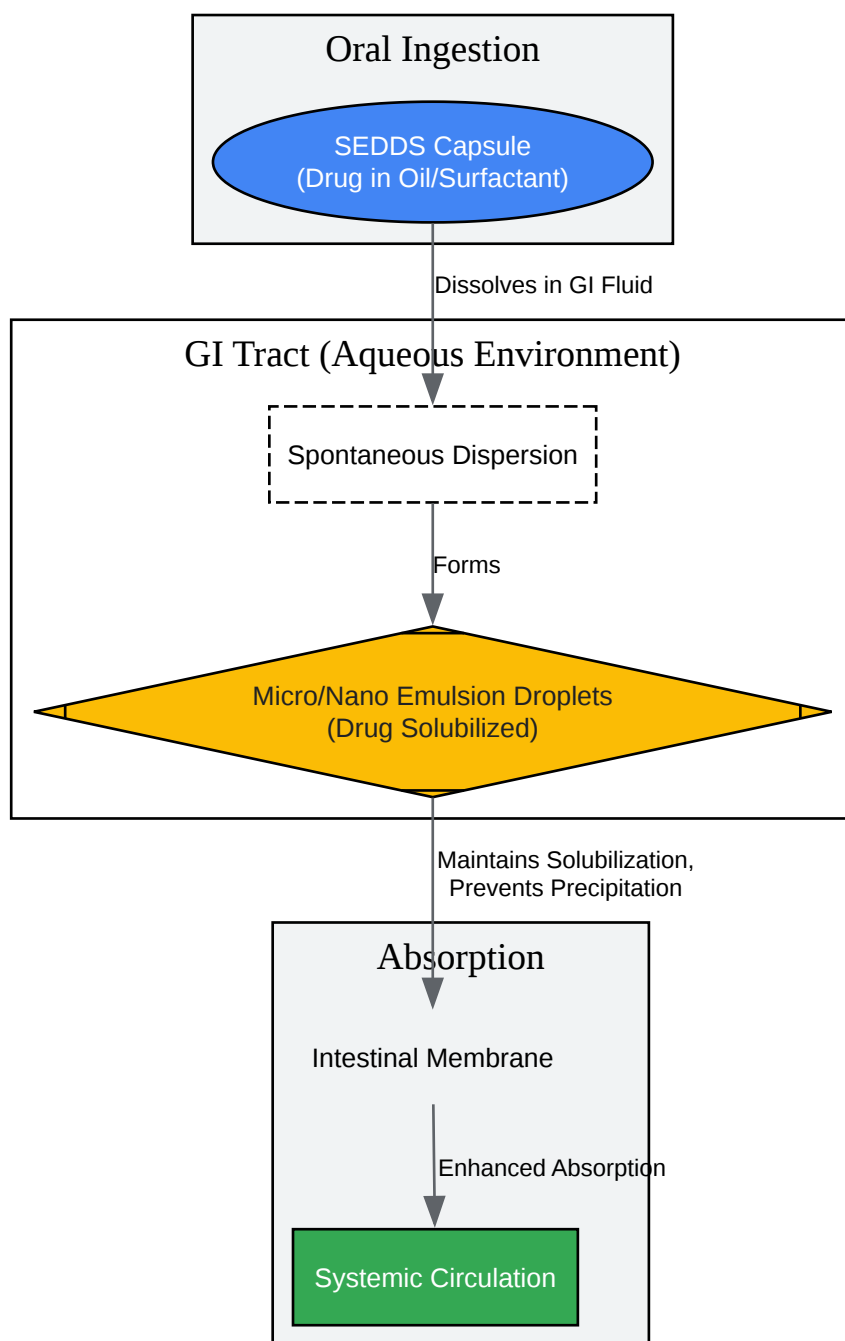 Oral Ingestion
SEDDS Capsule
(Drug in Oil/Surfactant)
Dissolves in GI Fluid
GI Tract (Aqueous Environment)
Spontaneous Dispersion
Forms
Micro/Nano Emulsion Droplets
(Drug Solubilized)
Maintains Solubilization,
Prevents Precipitation
Absorption
Intestinal Membrane
Enhanced Absorption
Systemic Circulation